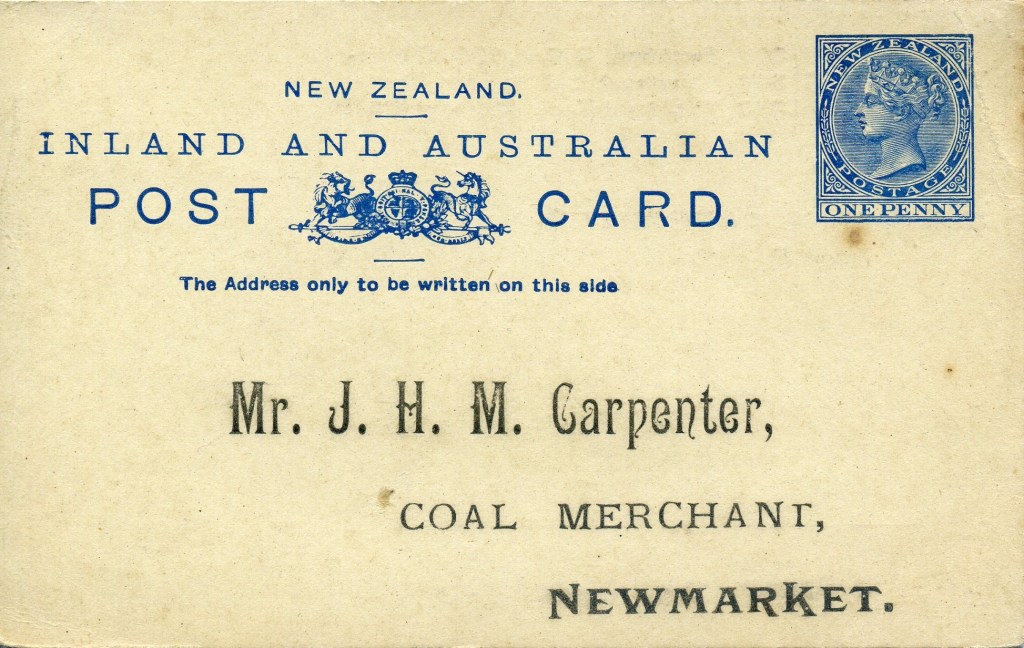 NEW ZEALAND.
INLAND AND AUSTRALIAN
POST CARD.
The Address only to be written on this side
NEW ZEALAND
POSTAGE
ONE PENNY
Mr. J. H. M. Carpenter,
COAL MERCHANT,
NEWMARKET.